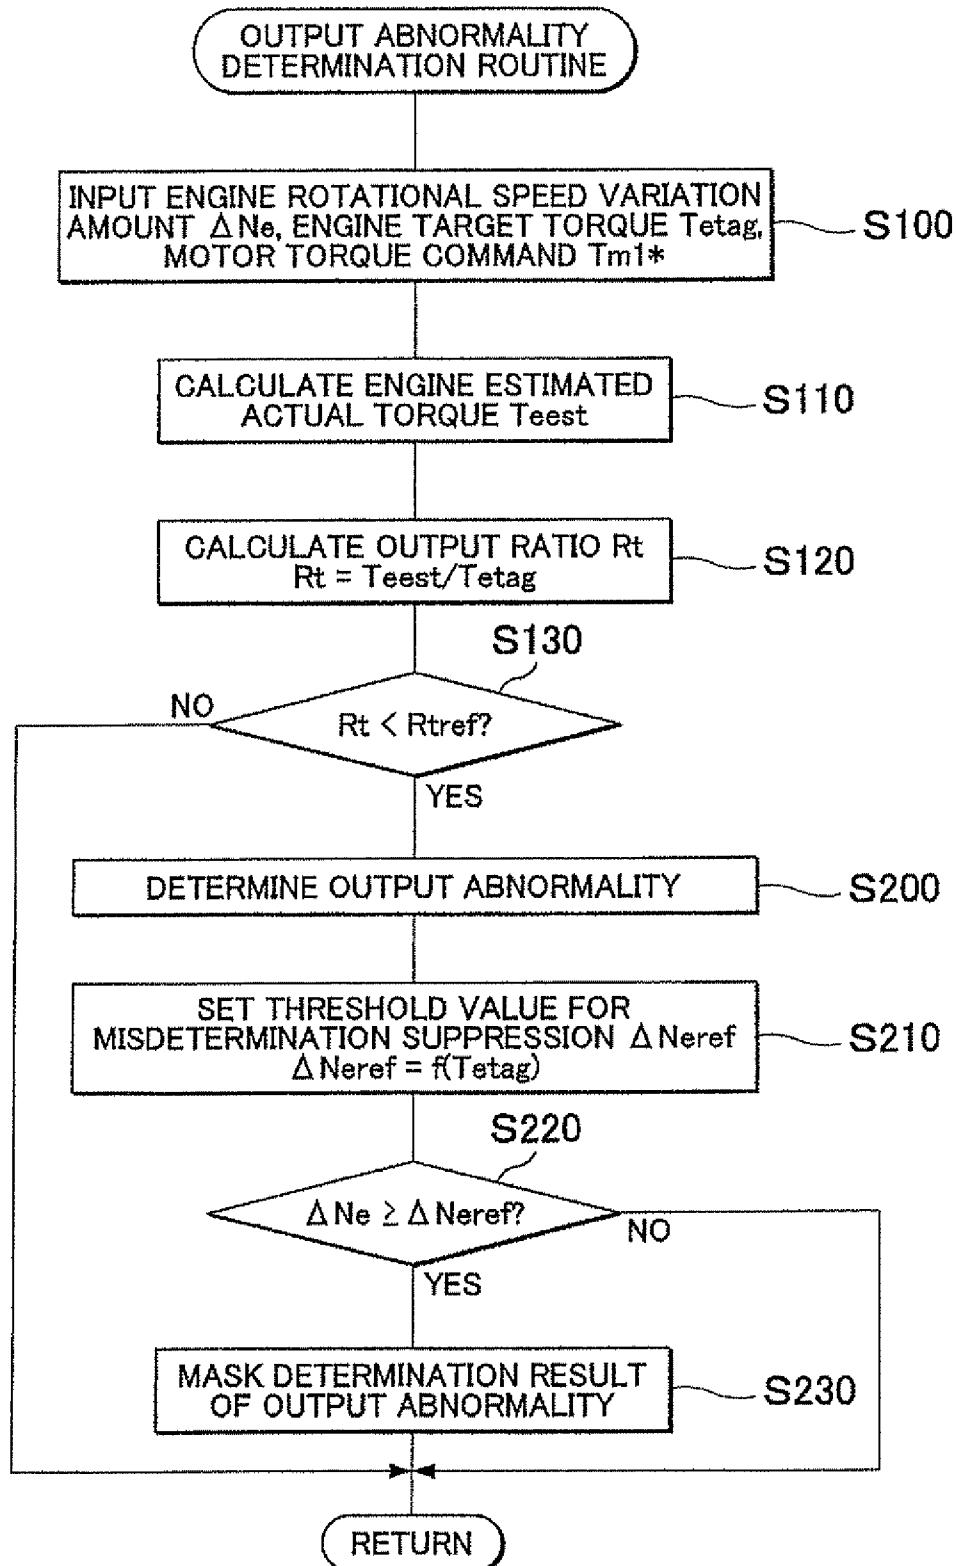 OUTPUT ABNORMALITY
DETERMINATION ROUTINE
INPUT ENGINE ROTATIONAL SPEED VARIATION
AMOUNT ΔNe, ENGINE TARGET TORQUE Tetag,
MOTOR TORQUE COMMAND Tm1*
S100
CALCULATE ENGINE ESTIMATED
ACTUAL TORQUE Teest
S110
CALCULATE OUTPUT RATIO Rt
Rt = Teest/Tetag
S120
S130
Rt < Rtref?
NO
YES
DETERMINE OUTPUT ABNORMALITY
S200
SET THRESHOLD VALUE FOR
MISDETERMINATION SUPPRESSION ΔNeref
ΔNeref = f(Tetag)
S210
S220
ΔNe ≥ ΔNeref?
NO
YES
MASK DETERMINATION RESULT
OF OUTPUT ABNORMALITY
S230
RETURN